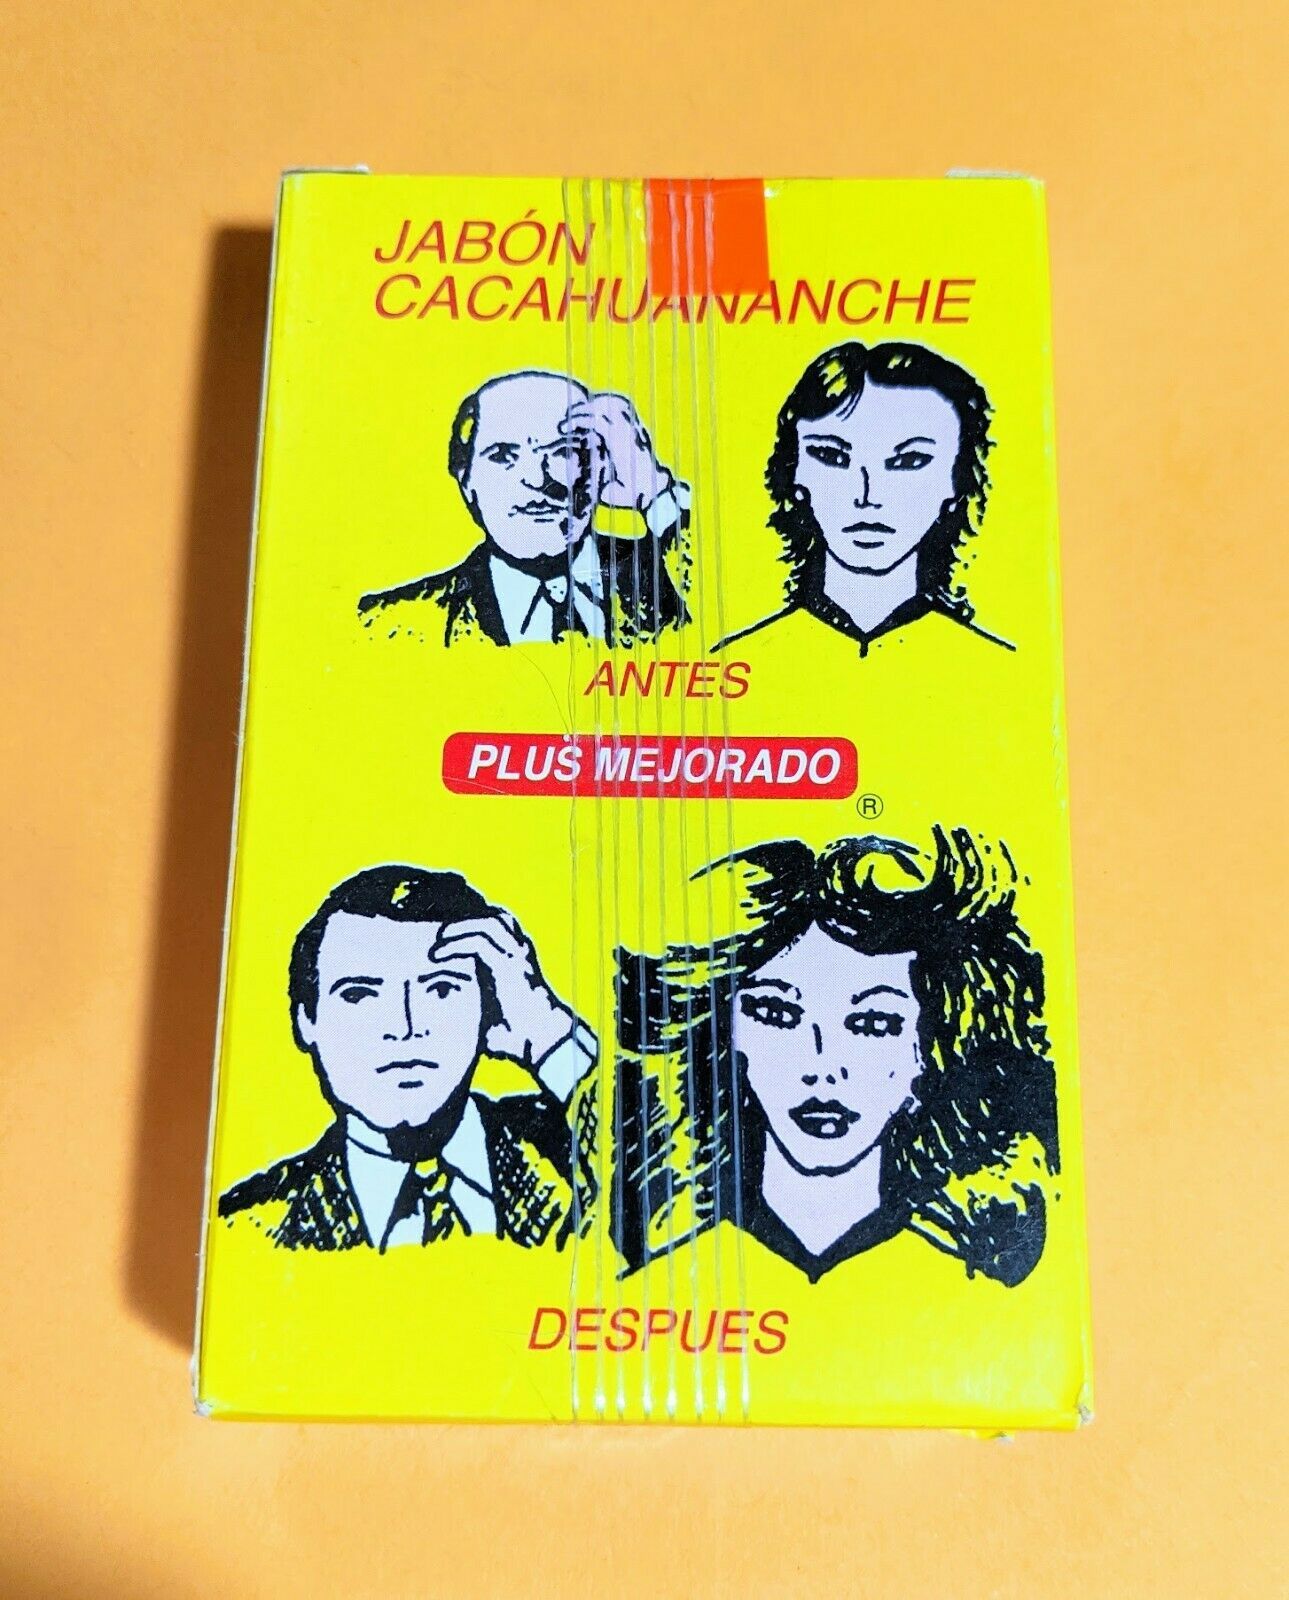 JABÓN
CACAHUANANCHE
ANTES
PLUS MEJORADO
®
DESPUES